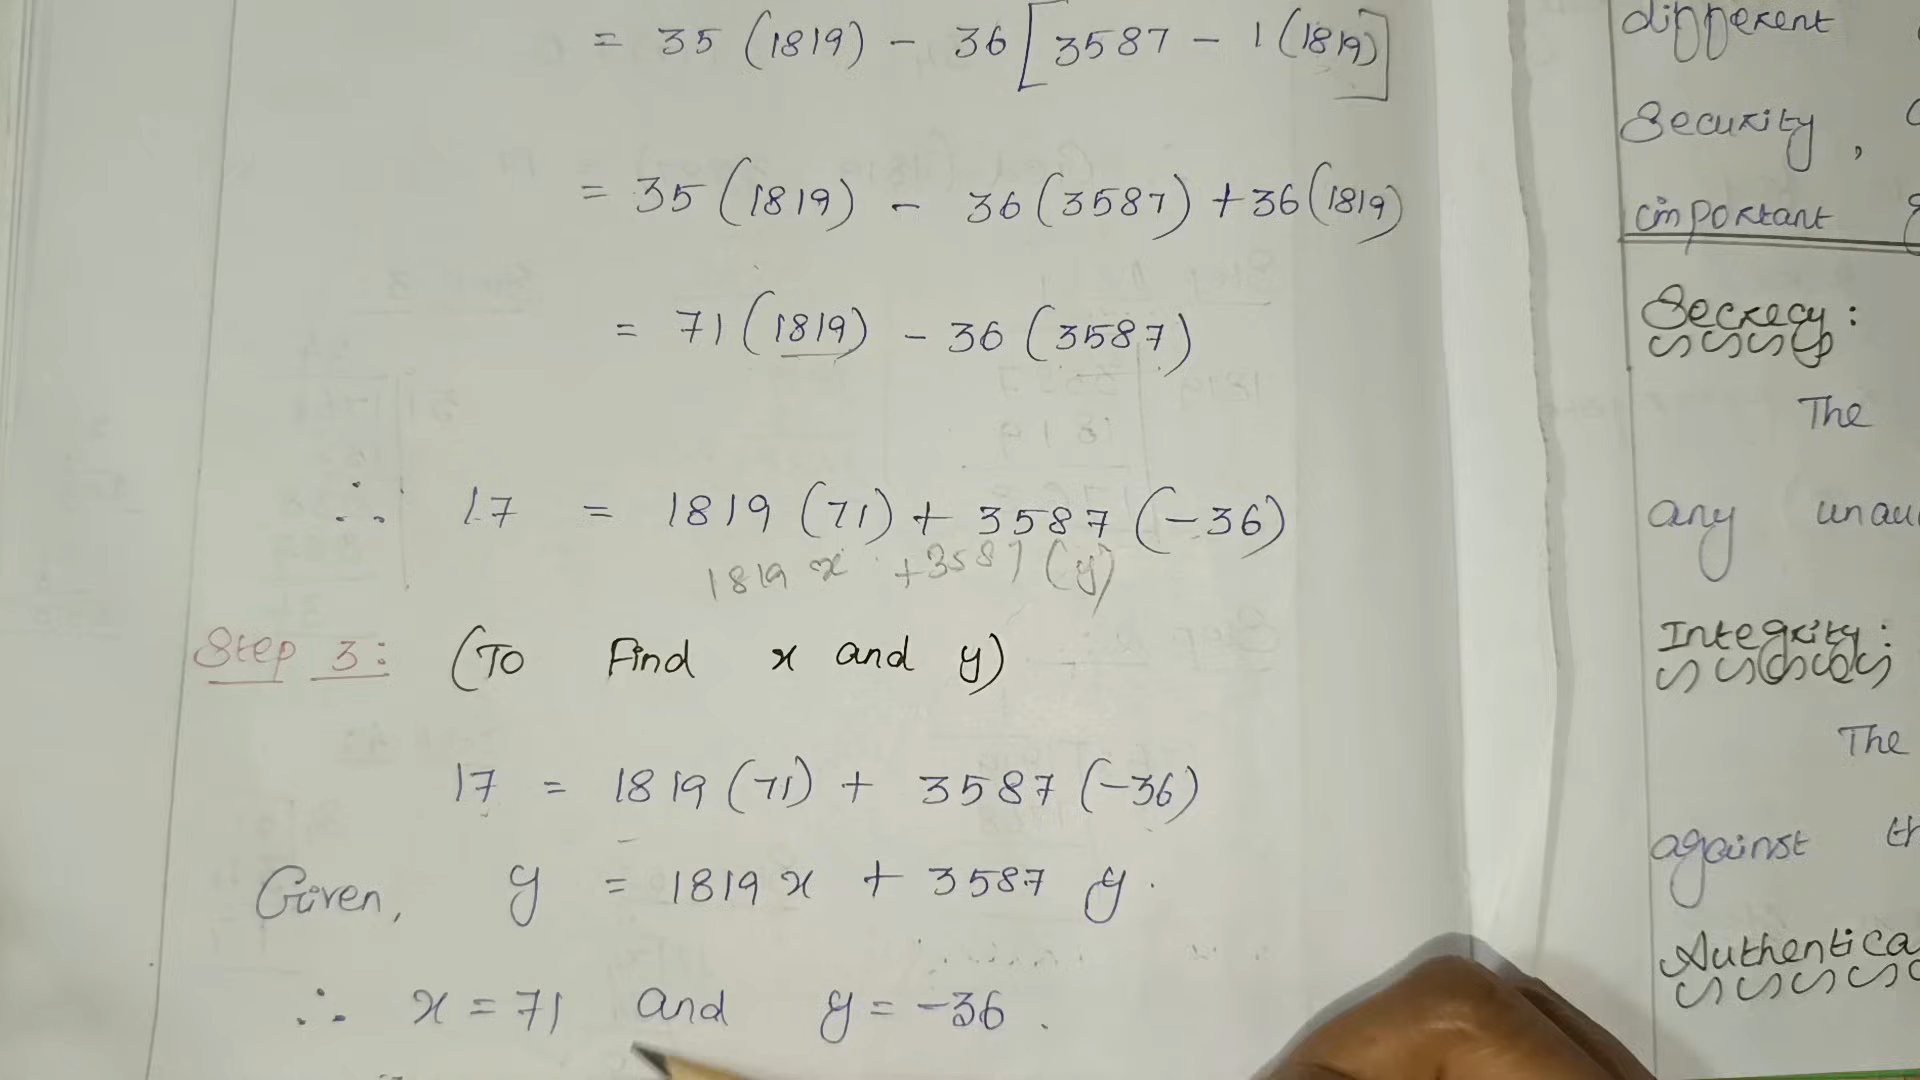 = 35 (1819) - 36 [3587 - 1 (1819)]
= 35 (1819) - 36 (3587) + 36 (1819)
= 71 (1819) - 36 (3587)
∴ 17 = 1819 (71) + 3587 (-36)
1819 x + 3587 (y)
Step 3: (To Find x and y)
17 = 1819 (71) + 3587 (-36)
Given, y = 1819 x + 3587 y.
∴ x = 71 and y = -36.
different
Security,
important
Secrecy:
The
any unau
Integrity:
The
against th
Authentica